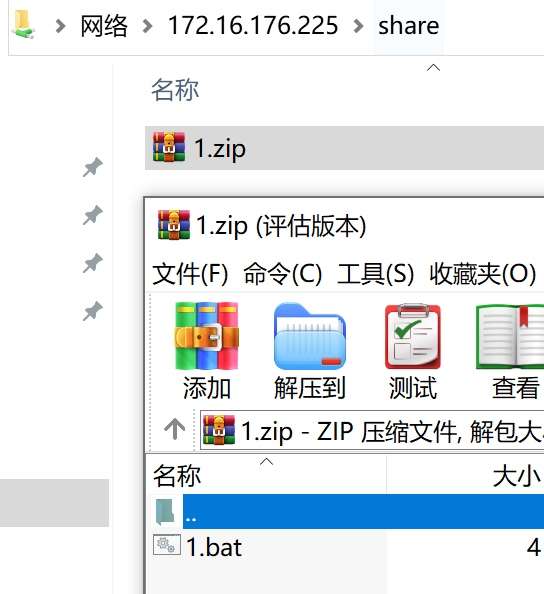 网络 172.16.176.225 share
名称
1.zip
1.zip (评估版本)
文件(F) 命令(C) 工具(S) 收藏夹(O)
添加 解压到 测试 查看
1.zip - ZIP 压缩文件, 解包大
名称 大小
..
1.bat 4